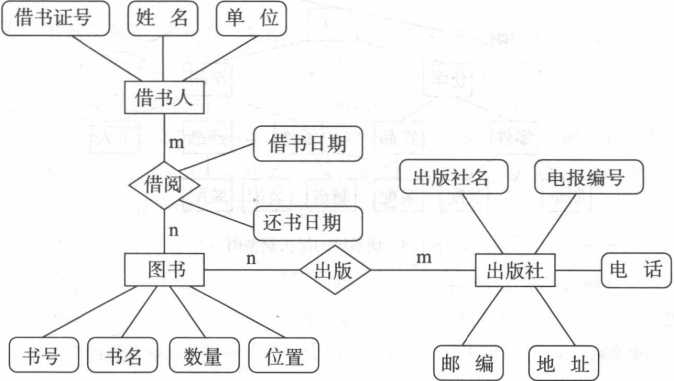 借书证号 姓 名 单 位
借书人
m
借书日期
借阅
还书日期
n
出版社名 电报编号
图书 n 出版 m 出版社 电 话
书号 书名 数量 位置 邮 编 地 址